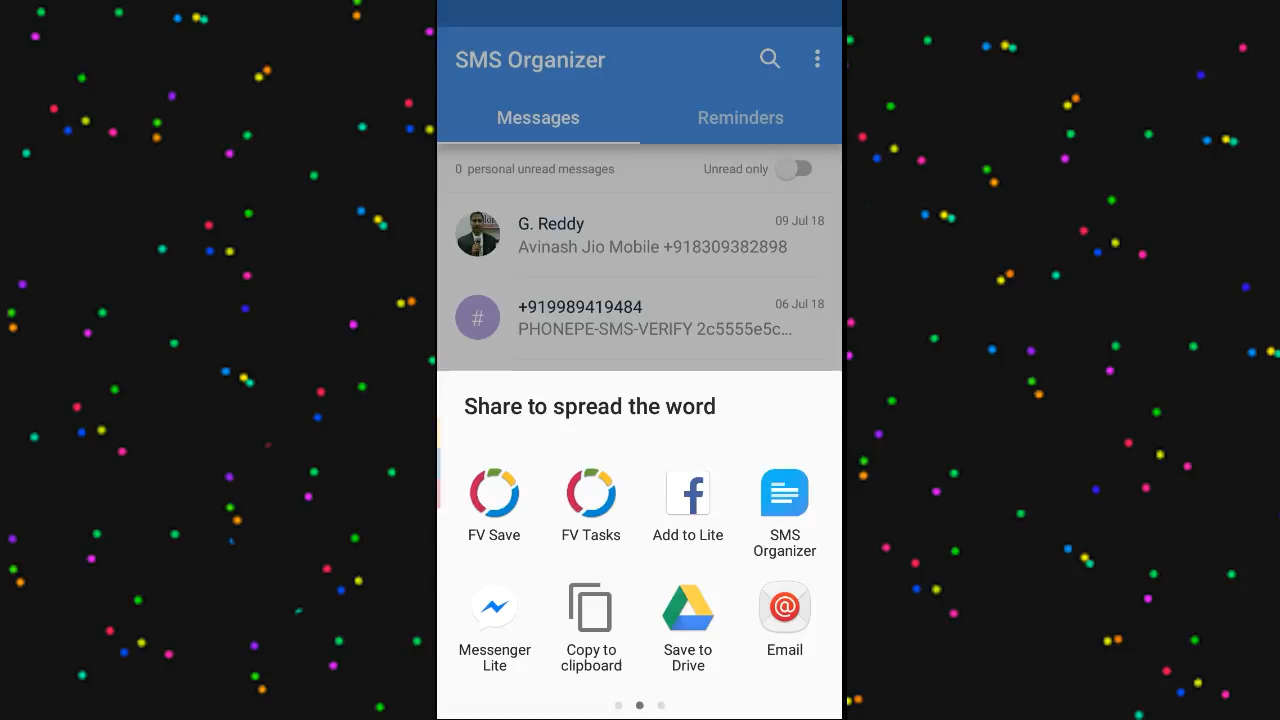 SMS Organizer
Messages
Reminders
0 personal unread messages
Unread only
G. Reddy
09 Jul 18
Avinash Jio Mobile +918309382898
#
+919989419484
06 Jul 18
PHONEPE-SMS-VERIFY 2c5555e5c...
Share to spread the word
FV Save
FV Tasks
Add to Lite
SMS
Organizer
Messenger
Lite
Copy to
clipboard
Save to
Drive
Email